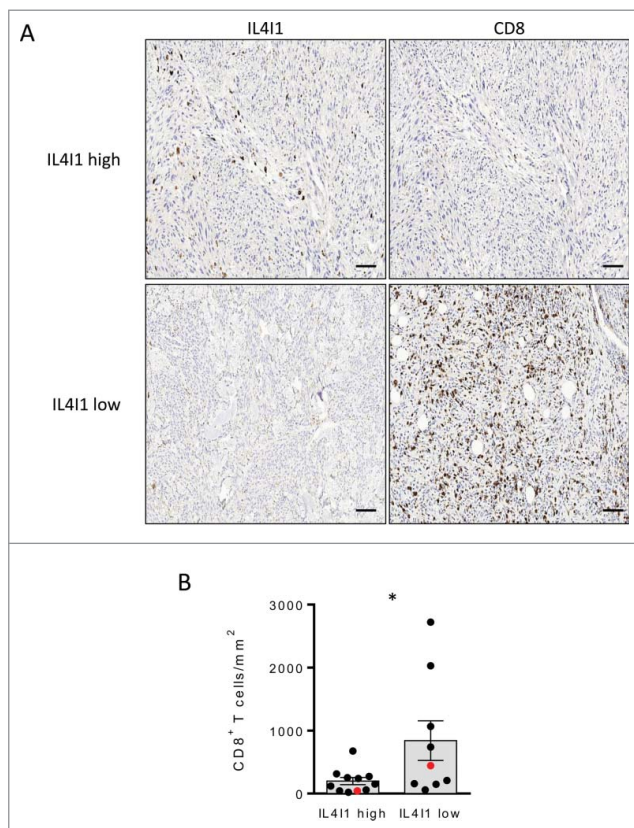 A
IL4I1
CD8
IL4I1 high
IL4I1 low
B
*
CD8+ T cells/mm2
3000
2000
1000
0
IL4I1 high
IL4I1 low